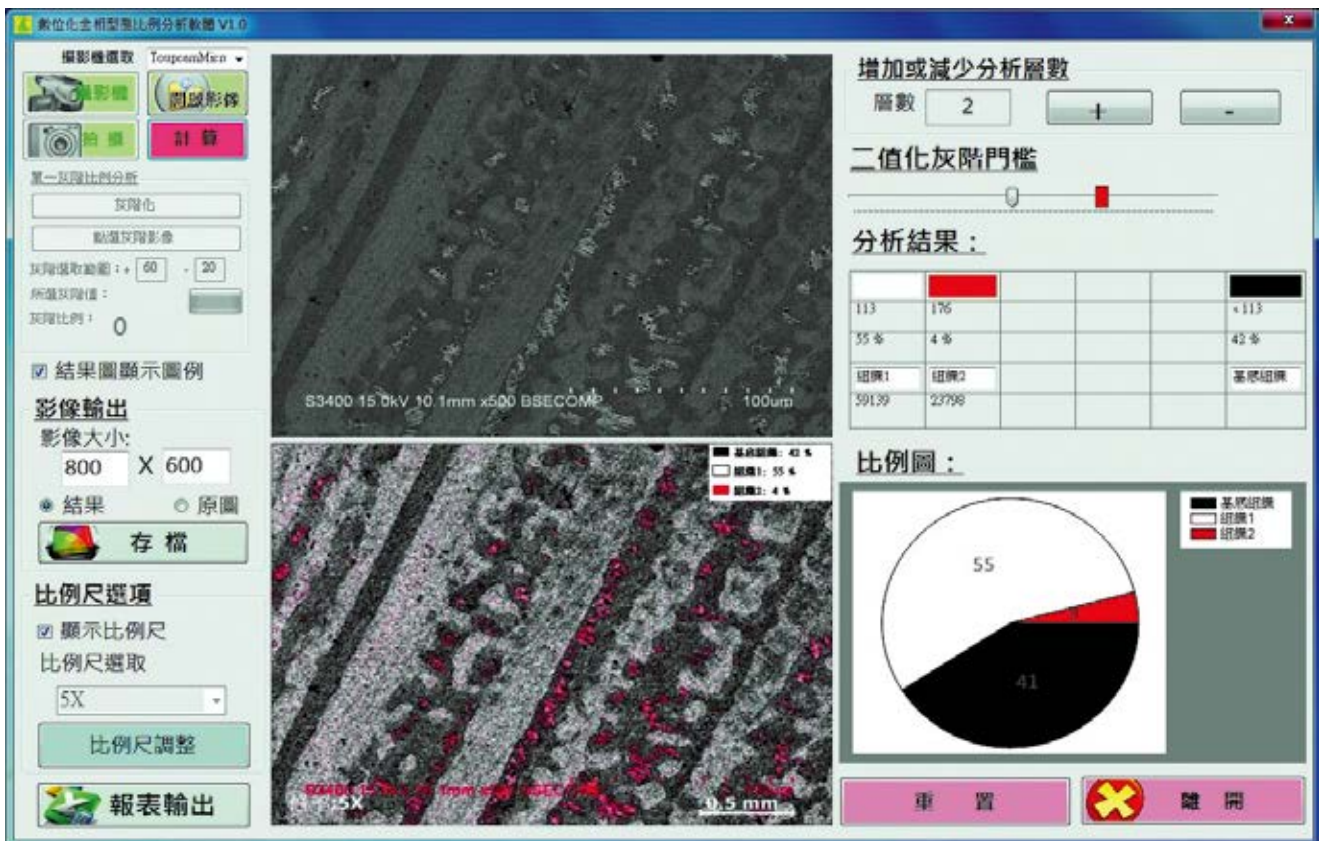 數位化金相型態比例分析軟體 V1.0
x
攝影機選取 ToupcamMicr
攝影機
開啟影像
拍 攝
計 算
單一灰階比例分析
灰階化
點選灰階影像
灰階選取範圍：+ 60 - 20
所選灰階值：
灰階比例： 0
結果圖顯示圖例
影像輸出
影像大小:
800 X 600
結果 原圖
存 檔
比例尺選項
顯示比例尺
比例尺選取
5X
比例尺調整
報表輸出
S3400 15.0kV 10.1mm x500 BSECOMP 100um
基底組織: 42 %
組織1: 55 %
組織2: 4 %
5X
0.5 mm
增加或減少分析層數
層數 2 + -
二值化灰階門檻
分析結果：
113 176 <113
55 % 4 % 42 %
組織1 組織2 基底組織
59139 23798
比例圖：
55
41
基底組織
組織1
組織2
重 置
離 開